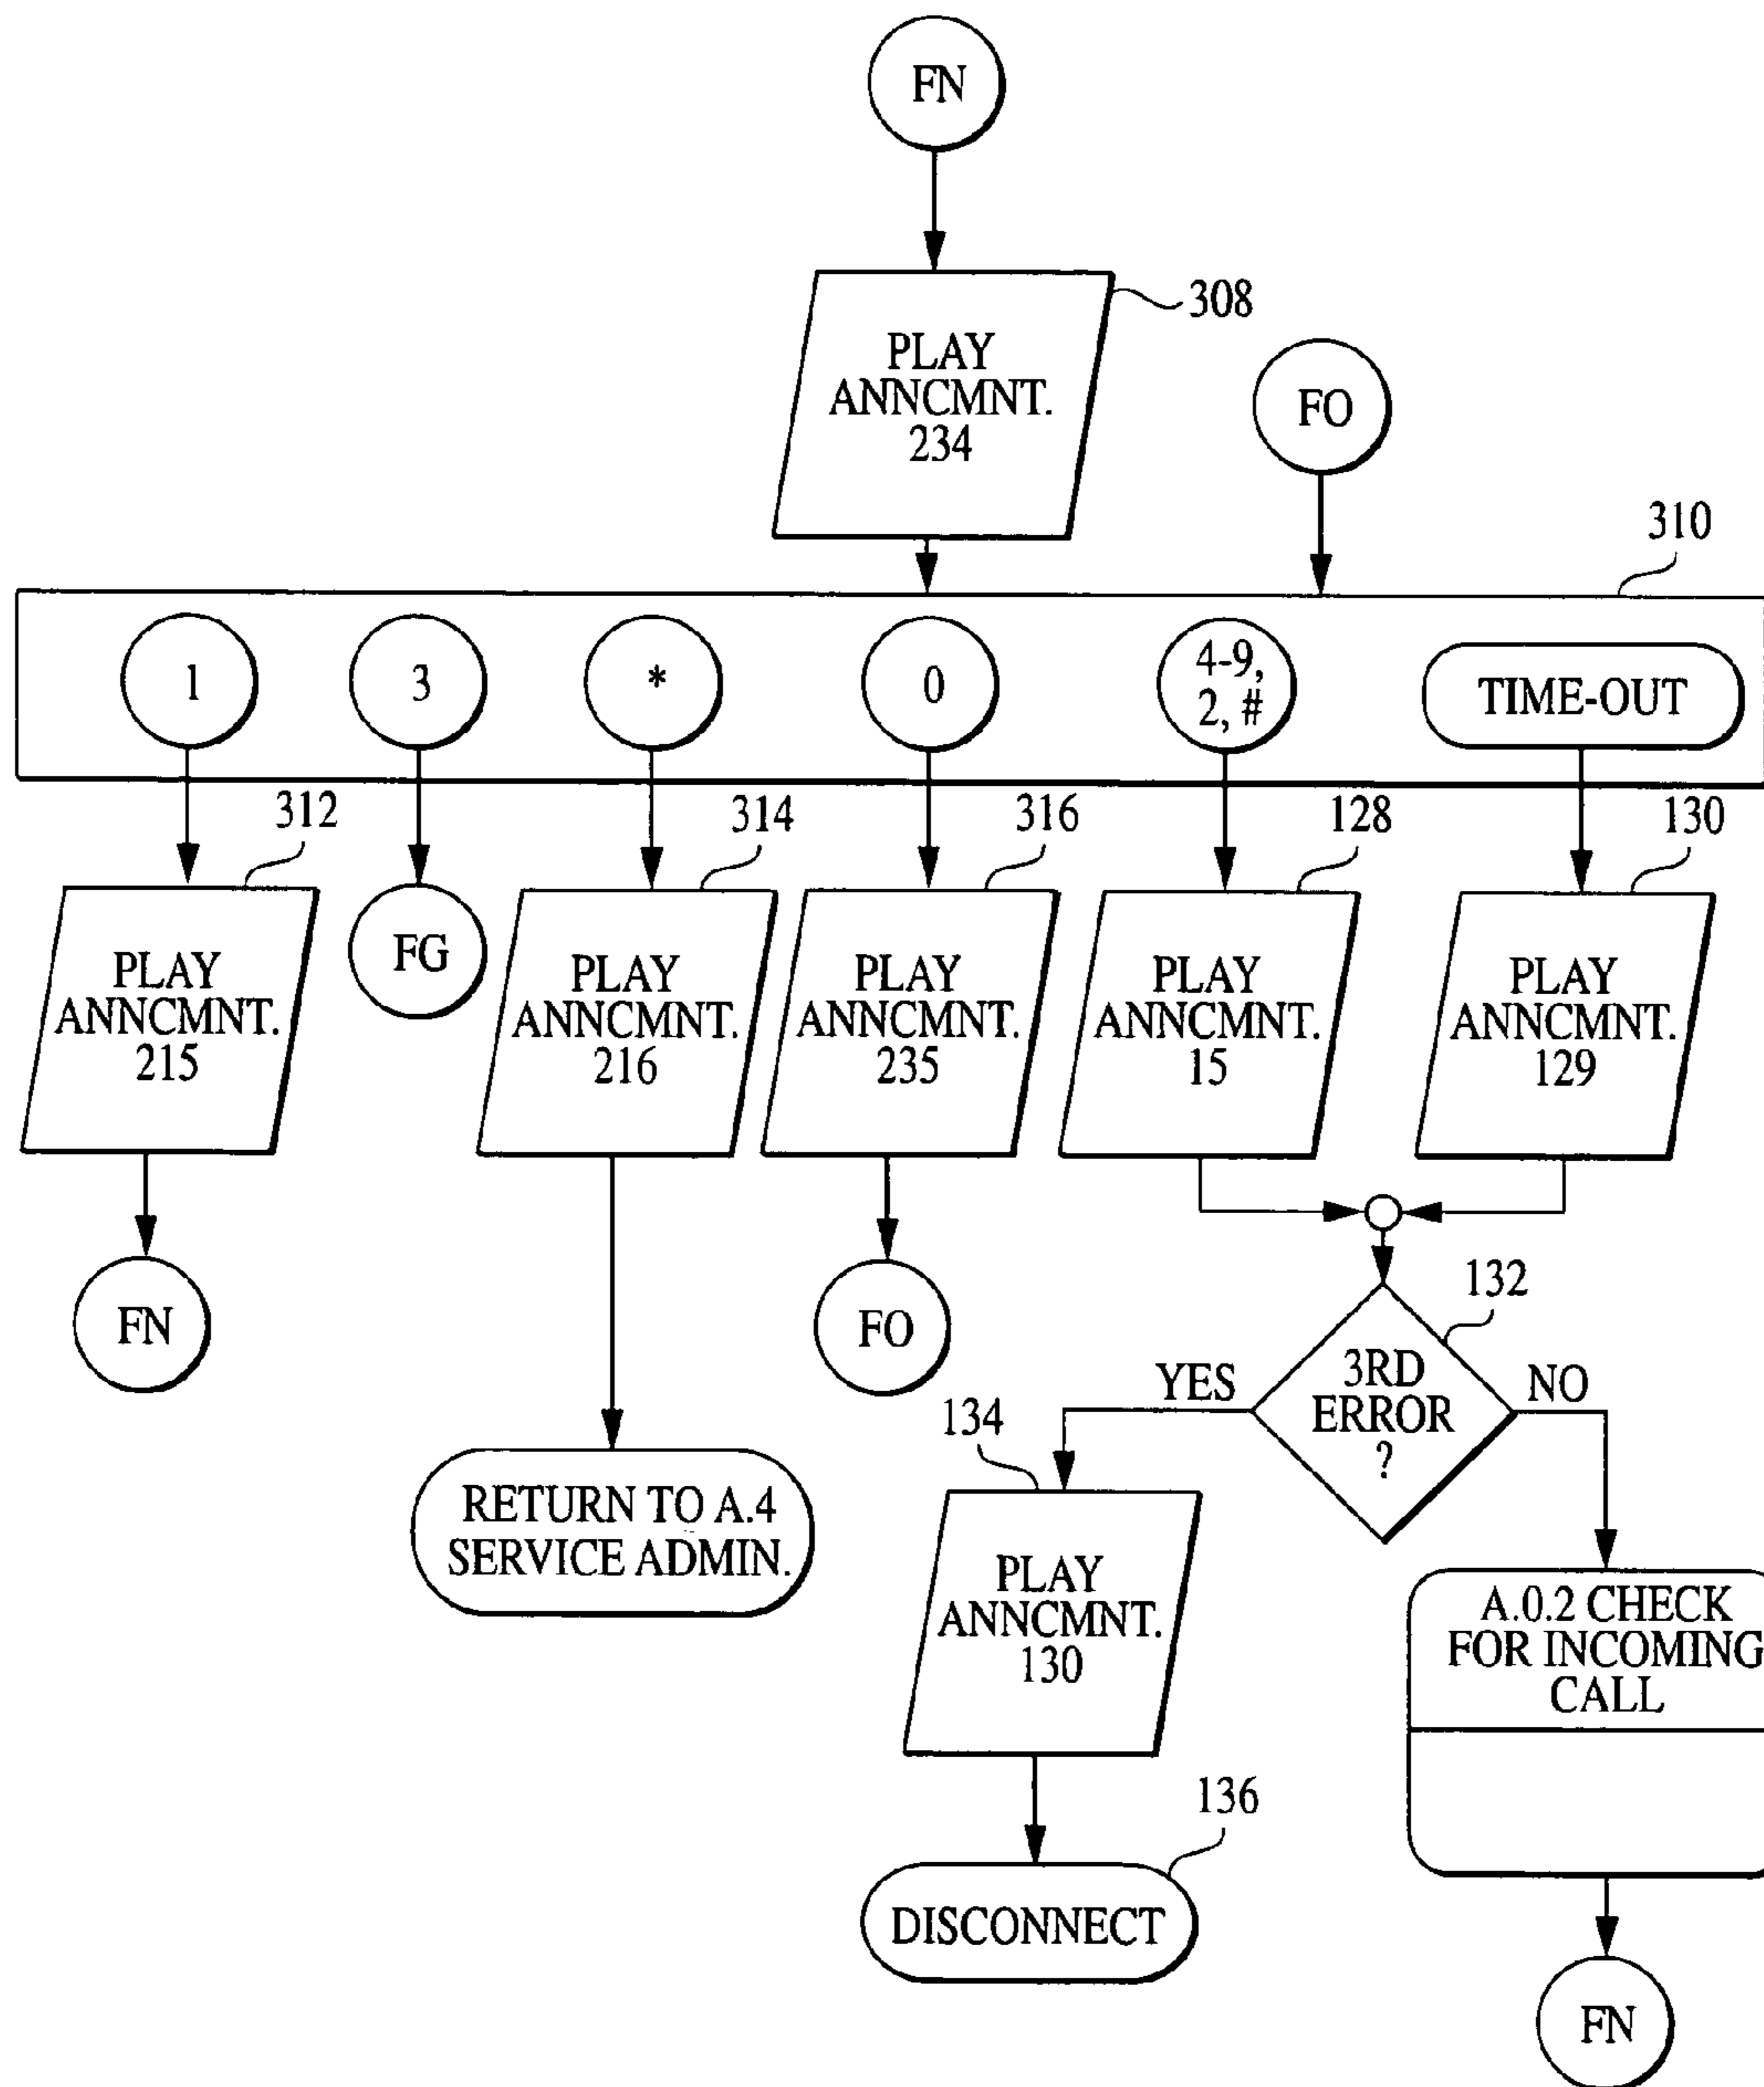 FN
308
PLAY
ANNCMNT.
234
FO
310
1
3
*
0
4-9,
2, #
TIME-OUT
312
314
316
128
130
PLAY
ANNCMNT.
215
FG
PLAY
ANNCMNT.
216
PLAY
ANNCMNT.
235
PLAY
ANNCMNT.
15
PLAY
ANNCMNT.
129
FN
FO
132
3RD
ERROR
?
YES
NO
134
RETURN TO A.4
SERVICE ADMIN.
PLAY
ANNCMNT.
130
A.0.2 CHECK
FOR INCOMING
CALL
136
DISCONNECT
FN